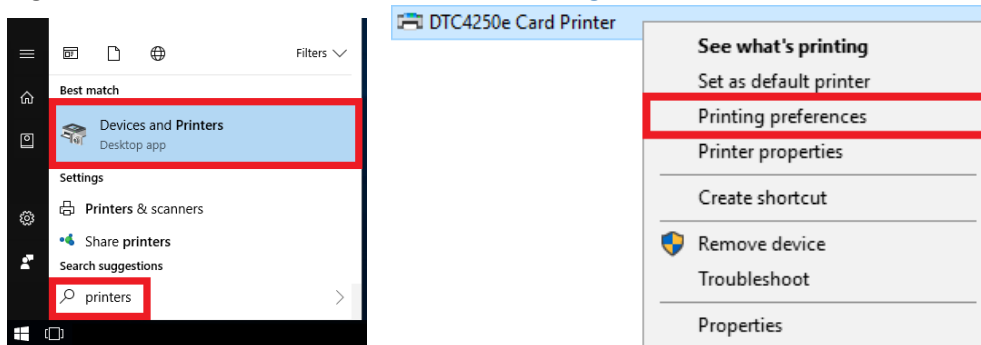 Filters
Best match
Devices and Printers
Desktop app
Settings
Printers & scanners
Share printers
Search suggestions
printers
DTC4250e Card Printer
See what's printing
Set as default printer
Printing preferences
Printer properties
Create shortcut
Remove device
Troubleshoot
Properties